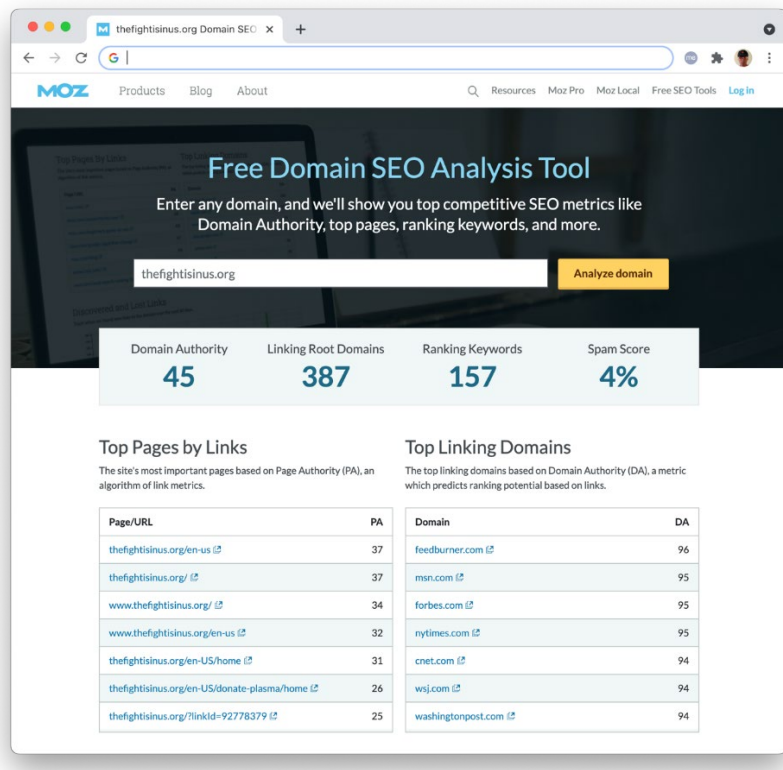 thefightisinus.org Domain SEO
G
MOZ Products Blog About Resources Moz Pro Moz Local Free SEO Tools Log in
Free Domain SEO Analysis Tool
Enter any domain, and we'll show you top competitive SEO metrics like
Domain Authority, top pages, ranking keywords, and more.
thefightisinus.org Analyze domain
Domain Authority Linking Root Domains Ranking Keywords Spam Score
45 387 157 4%
Top Pages by Links
The site's most important pages based on Page Authority (PA), an
algorithm of link metrics.
Page/URL PA
thefightisinus.org/en-us 37
thefightisinus.org/ 37
www.thefightisinus.org/ 34
www.thefightisinus.org/en-us 32
thefightisinus.org/en-US/home 31
thefightisinus.org/en-US/donate-plasma/home 26
thefightisinus.org/?linkId=92778379 25
Top Linking Domains
The top linking domains based on Domain Authority (DA), a metric
which predicts ranking potential based on links.
Domain DA
feedburner.com 96
msn.com 95
forbes.com 95
nytimes.com 95
cnet.com 94
wsj.com 94
washingtonpost.com 94